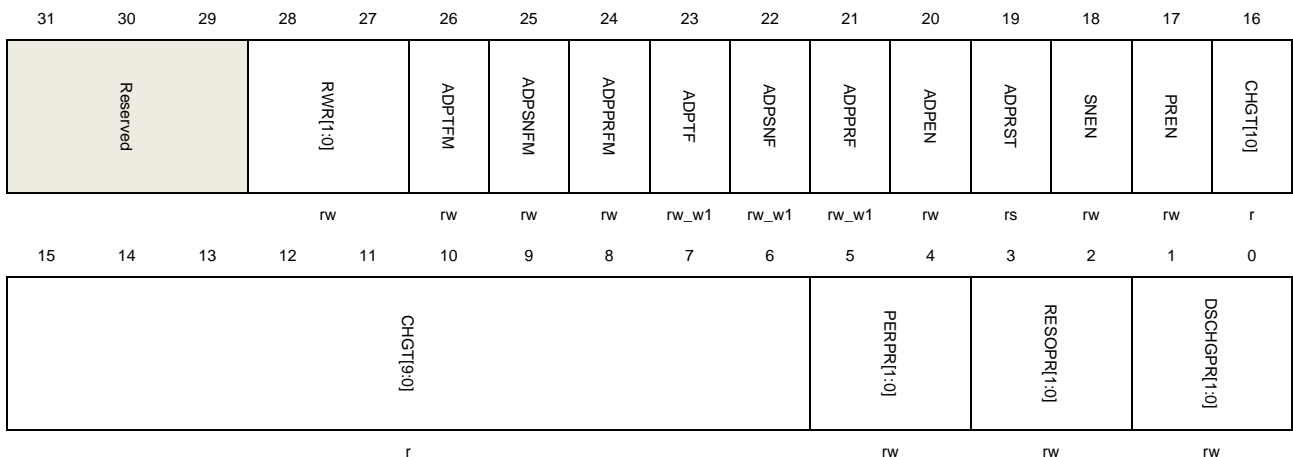 31 30 29 28 27 26 25 24 23 22 21 20 19 18 17 16
Reserved RWR[1:0] ADPTFM ADPSNFM ADPPRFM ADPTF ADPSNF ADPPRF ADPEN ADPRST SNEN PREN CHGT[10]
rw rw rw rw rw_w1 rw_w1 rw_w1 rw rs rw rw r
15 14 13 12 11 10 9 8 7 6 5 4 3 2 1 0
CHGT[9:0] PERPR[1:0] RESOPR[1:0] DSCHGPR[1:0]
r rw rw rw